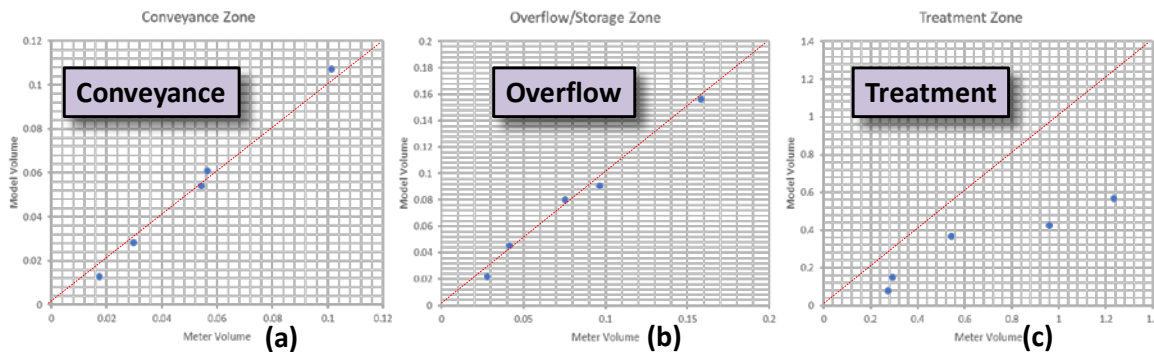 Conveyance Zone
Conveyance
Model Volume
0.12
0.1
0.08
0.06
0.04
0.02
0
0 0.02 0.04 0.06 0.08 0.1 0.12
Meter Volume
(a)
Overflow/Storage Zone
Overflow
Model Volume
0.2
0.18
0.16
0.14
0.12
0.1
0.08
0.06
0.04
0.02
0
0 0.05 0.1 0.15 0.2
Meter Volume
(b)
Treatment Zone
Treatment
Model Volume
1.4
1.2
1
0.8
0.6
0.4
0.2
0
0 0.2 0.4 0.6 0.8 1 1.2 1.4
Meter Volume
(c)